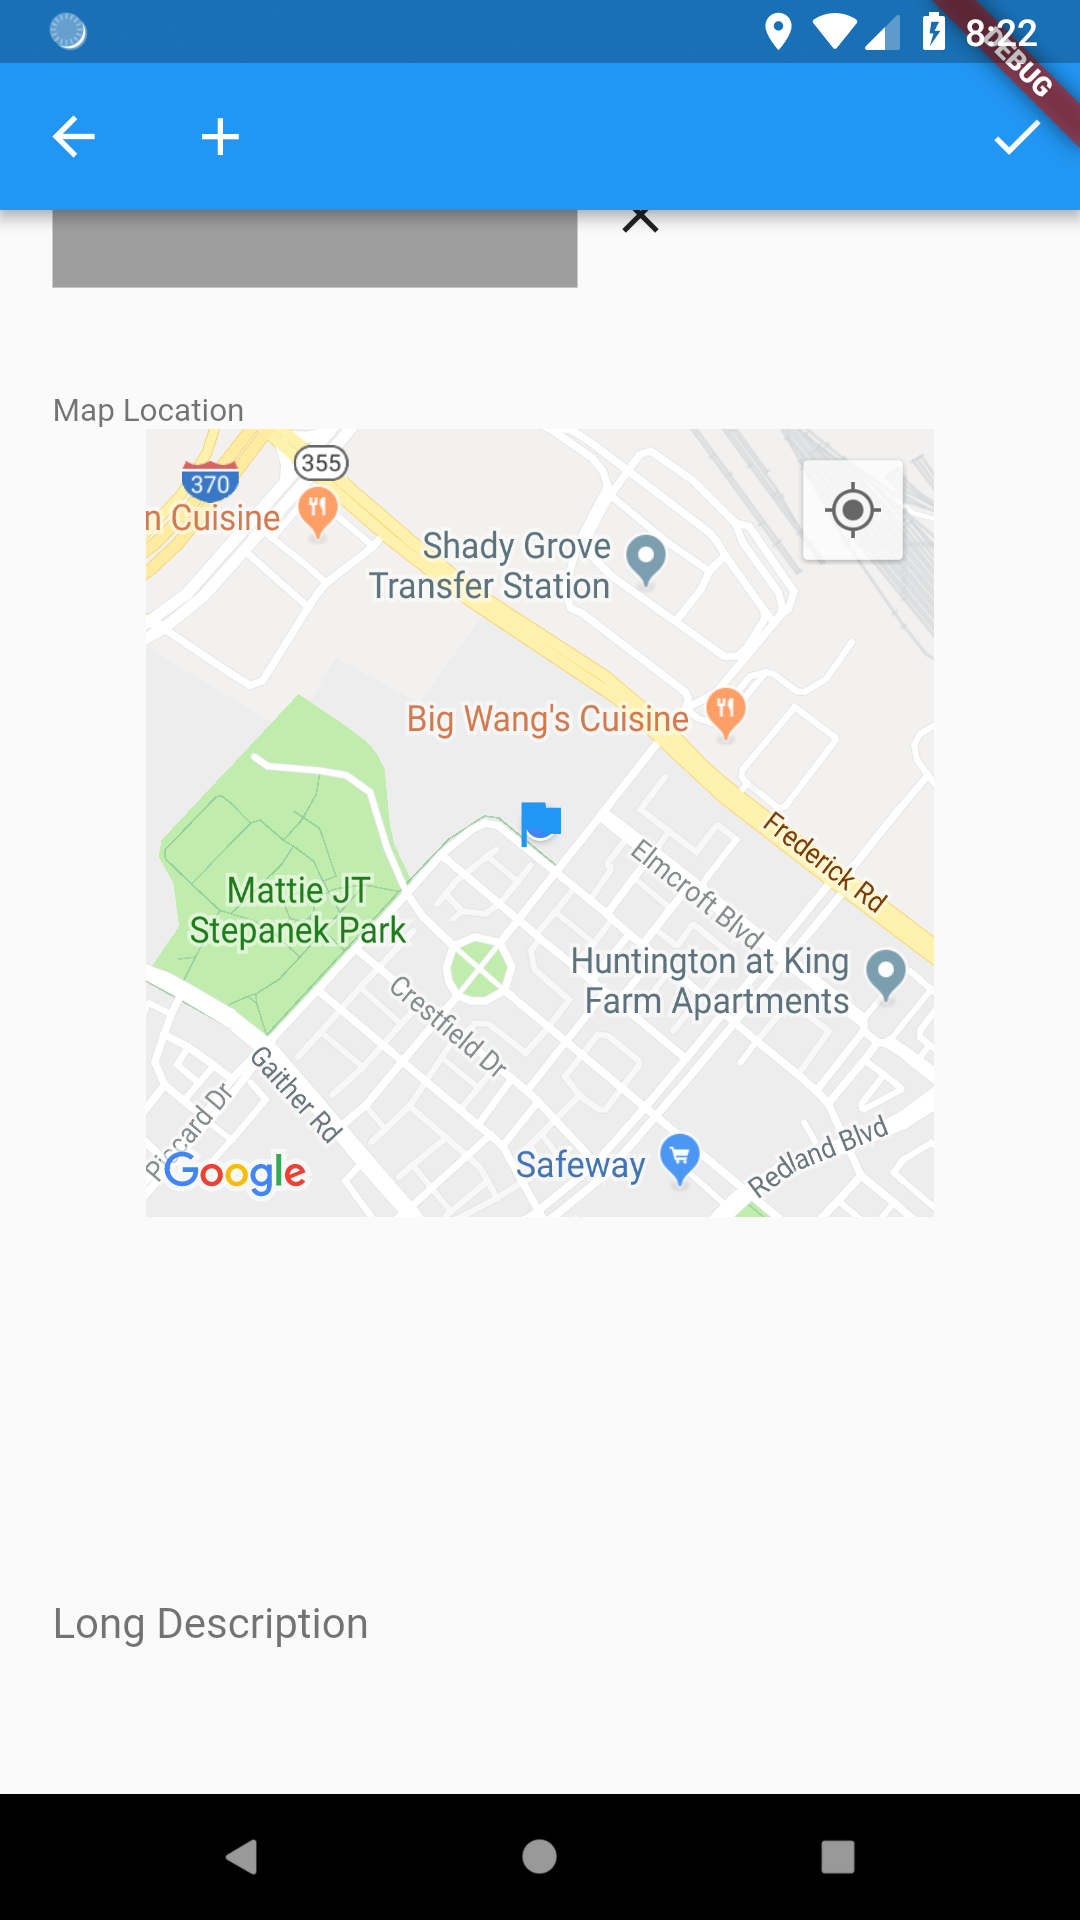 8:22
DEBUG
Map Location
355
370
n Cuisine
Shady Grove
Transfer Station
Big Wang's Cuisine
Frederick Rd
Elmcroft Blvd
Mattie JT
Stepanek Park
Huntington at King
Farm Apartments
Crestfield Dr
Gaither Rd
Piccard Dr
Redland Blvd
Safeway
Google
Long Description